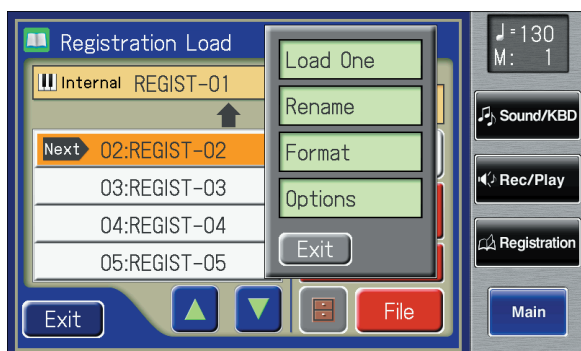 Registration Load
Internal REGIST-01
Next 02:REGIST-02
03:REGIST-03
04:REGIST-04
05:REGIST-05
Exit
File
Load One
Rename
Format
Options
Exit
♩=130
M: 1
Sound/KBD
Rec/Play
Registration
Main